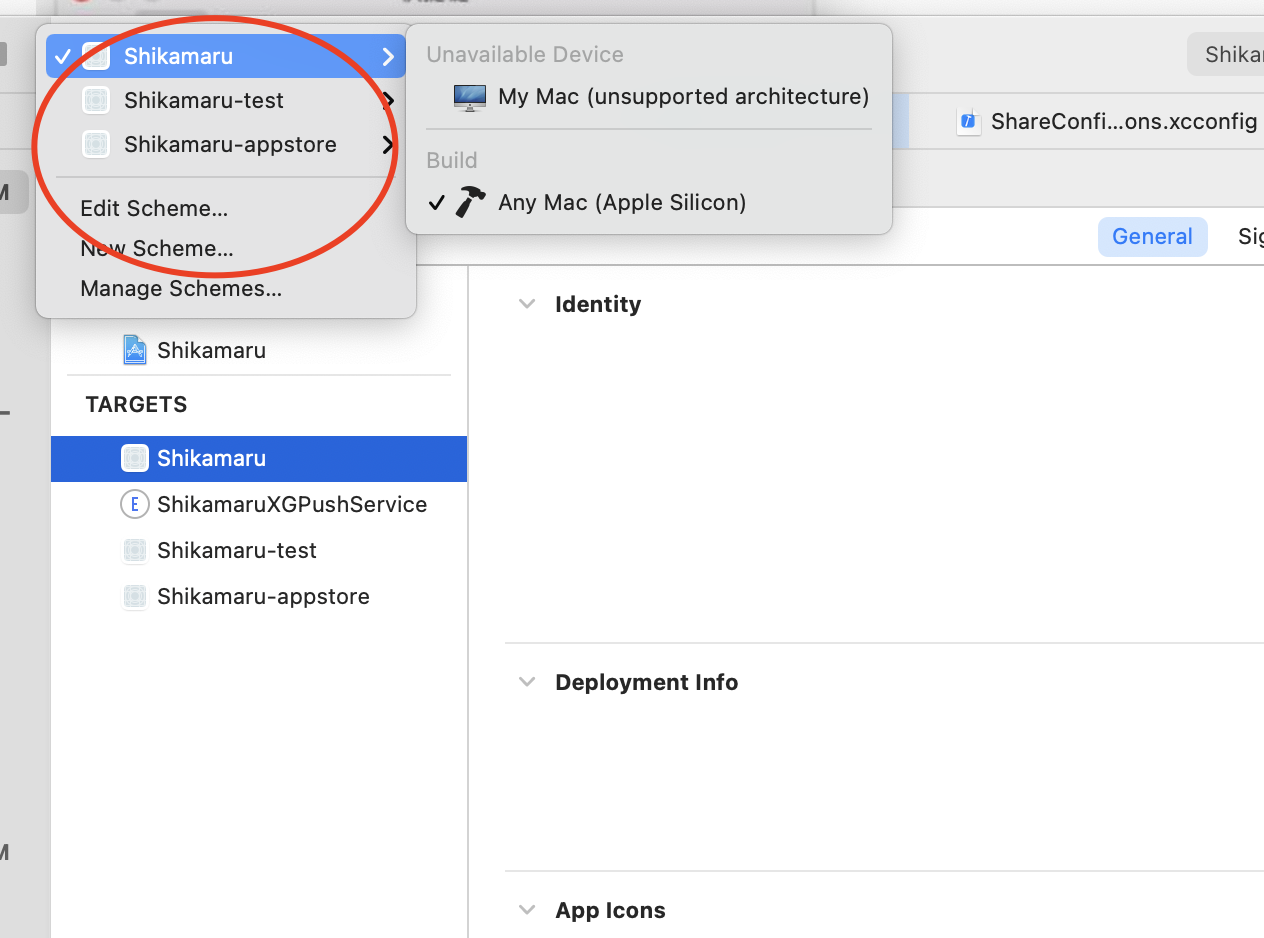 Shikamaru
Shikamaru-test
Shikamaru-appstore
Edit Scheme...
New Scheme...
Manage Schemes...
Unavailable Device
My Mac (unsupported architecture)
Build
Any Mac (Apple Silicon)
ShareConfi...ons.xcconfig
General
Shikamaru
TARGETS
Shikamaru
ShikamaruXGPushService
Shikamaru-test
Shikamaru-appstore
Identity
Deployment Info
App Icons